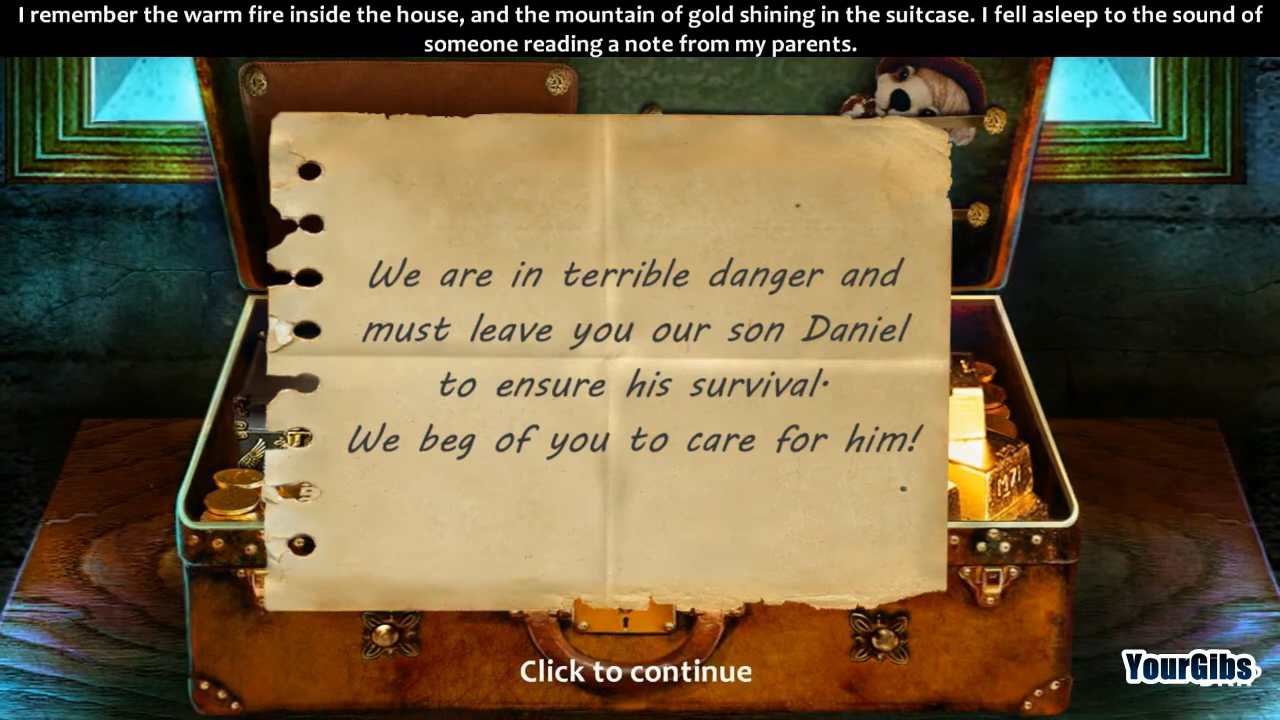 I remember the warm fire inside the house, and the mountain of gold shining in the suitcase. I fell asleep to the sound of
someone reading a note from my parents.
We are in terrible danger and
must leave you our son Daniel
to ensure his survival.
We beg of you to care for him!
Click to continue
YourGibs